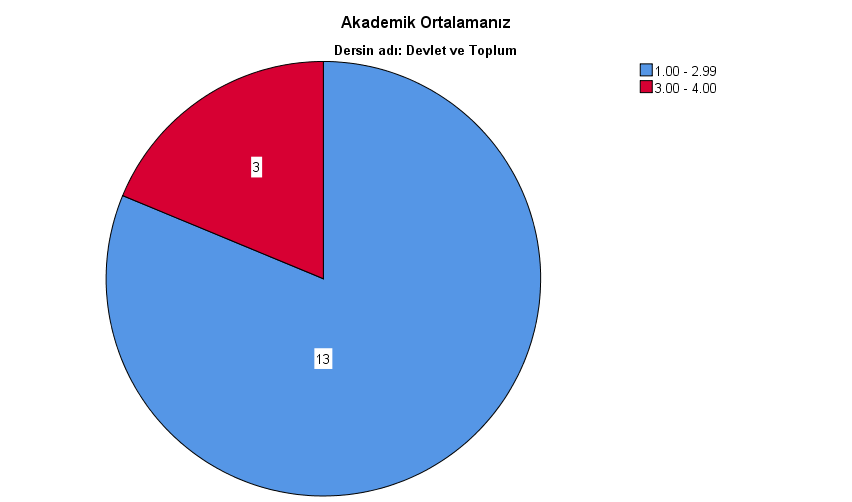 Akademik Ortalamanız
Dersin adı: Devlet ve Toplum
1.00 - 2.99
3.00 - 4.00
3
13